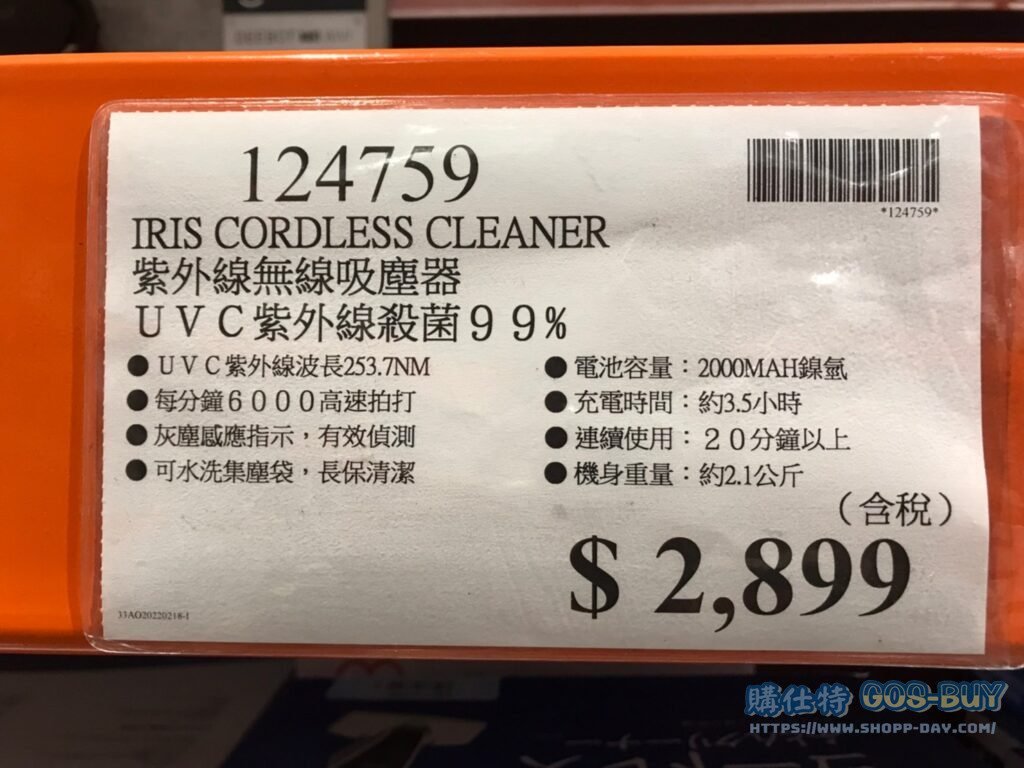 124759
*124759*
IRIS CORDLESS CLEANER
紫外線無線吸塵器
UVC紫外線殺菌99%
● UVC紫外線波長253.7NM
● 每分鐘6000高速拍打
● 灰塵感應指示，有效偵測
● 可水洗集塵袋，長保清潔
● 電池容量：2000MAH鎳氫
● 充電時間：約3.5小時
● 連續使用：20分鐘以上
● 機身重量：約2.1公斤
（含稅）
$ 2,899
33AO20220218-1
購仕特 GOS-BUY
HTTPS://WWW.SHOPP-DAY.COM/